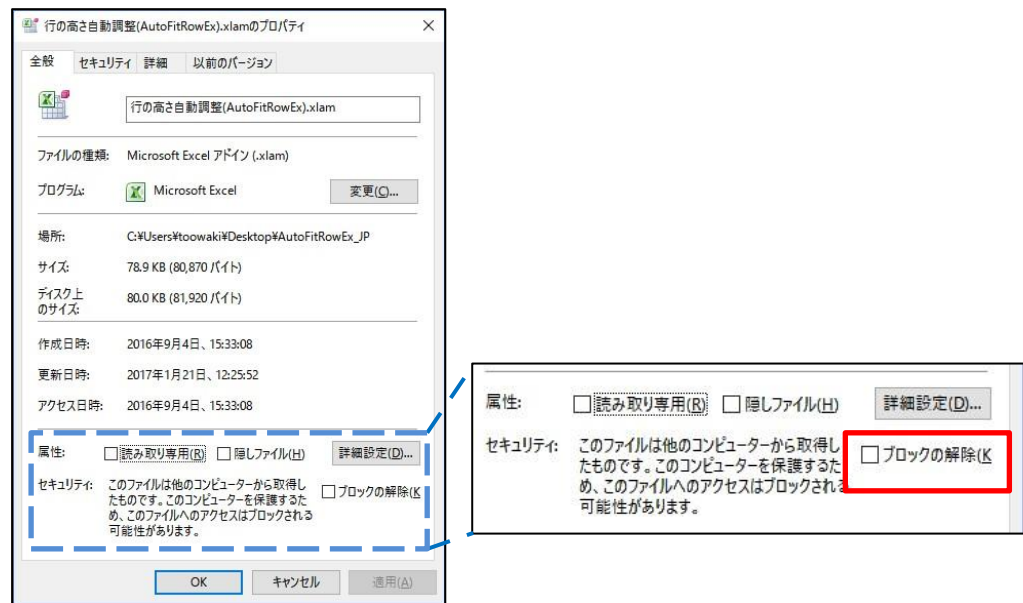 行の高さ自動調整(AutoFitRowEx).xlamのプロパティ
全般 セキュリティ 詳細 以前のバージョン
行の高さ自動調整(AutoFitRowEx).xlam
ファイルの種類: Microsoft Excel アドイン (.xlam)
プログラム: Microsoft Excel 変更(C)...
場所: C:¥Users¥toowaki¥Desktop¥AutoFitRowEx_JP
サイズ: 78.9 KB (80,870 バイト)
ディスク上
のサイズ: 80.0 KB (81,920 バイト)
作成日時: 2016年9月4日、15:33:08
更新日時: 2017年1月21日、12:25:52
アクセス日時: 2016年9月4日、15:33:08
属性: 読み取り専用(R) 隠しファイル(H) 詳細設定(D)...
セキュリティ: このファイルは他のコンピューターから取得し
たものです。このコンピューターを保護するた
め、このファイルへのアクセスはブロックされる
可能性があります。
ブロックの解除(K
OK キャンセル 適用(A)
属性: 読み取り専用(R) 隠しファイル(H) 詳細設定(D)...
セキュリティ: このファイルは他のコンピューターから取得し
たものです。このコンピューターを保護するた
め、このファイルへのアクセスはブロックされる
可能性があります。
ブロックの解除(K